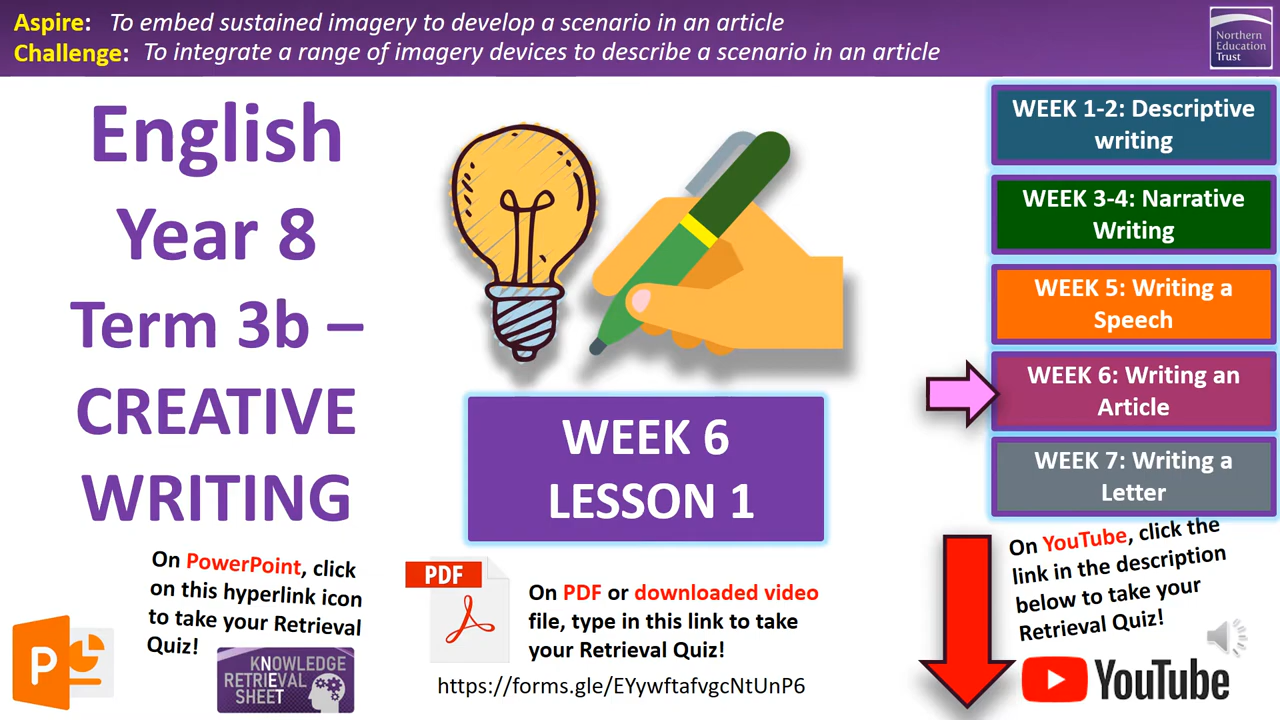 Aspire: To embed sustained imagery to develop a scenario in an article
Challenge: To integrate a range of imagery devices to describe a scenario in an article
Northern
Education
Trust
English
Year 8
Term 3b –
CREATIVE
WRITING
WEEK 6
LESSON 1
WEEK 1-2: Descriptive
writing
WEEK 3-4: Narrative
Writing
WEEK 5: Writing a
Speech
WEEK 6: Writing an
Article
WEEK 7: Writing a
Letter
On PowerPoint, click
on this hyperlink icon
to take your Retrieval
Quiz!
P
KNOWLEDGE
RETRIEVAL
SHEET
PDF
On PDF or downloaded video
file, type in this link to take
your Retrieval Quiz!
https://forms.gle/EYywftafvgcNtUnP6
On YouTube, click the
link in the description
below to take your
Retrieval Quiz!
YouTube